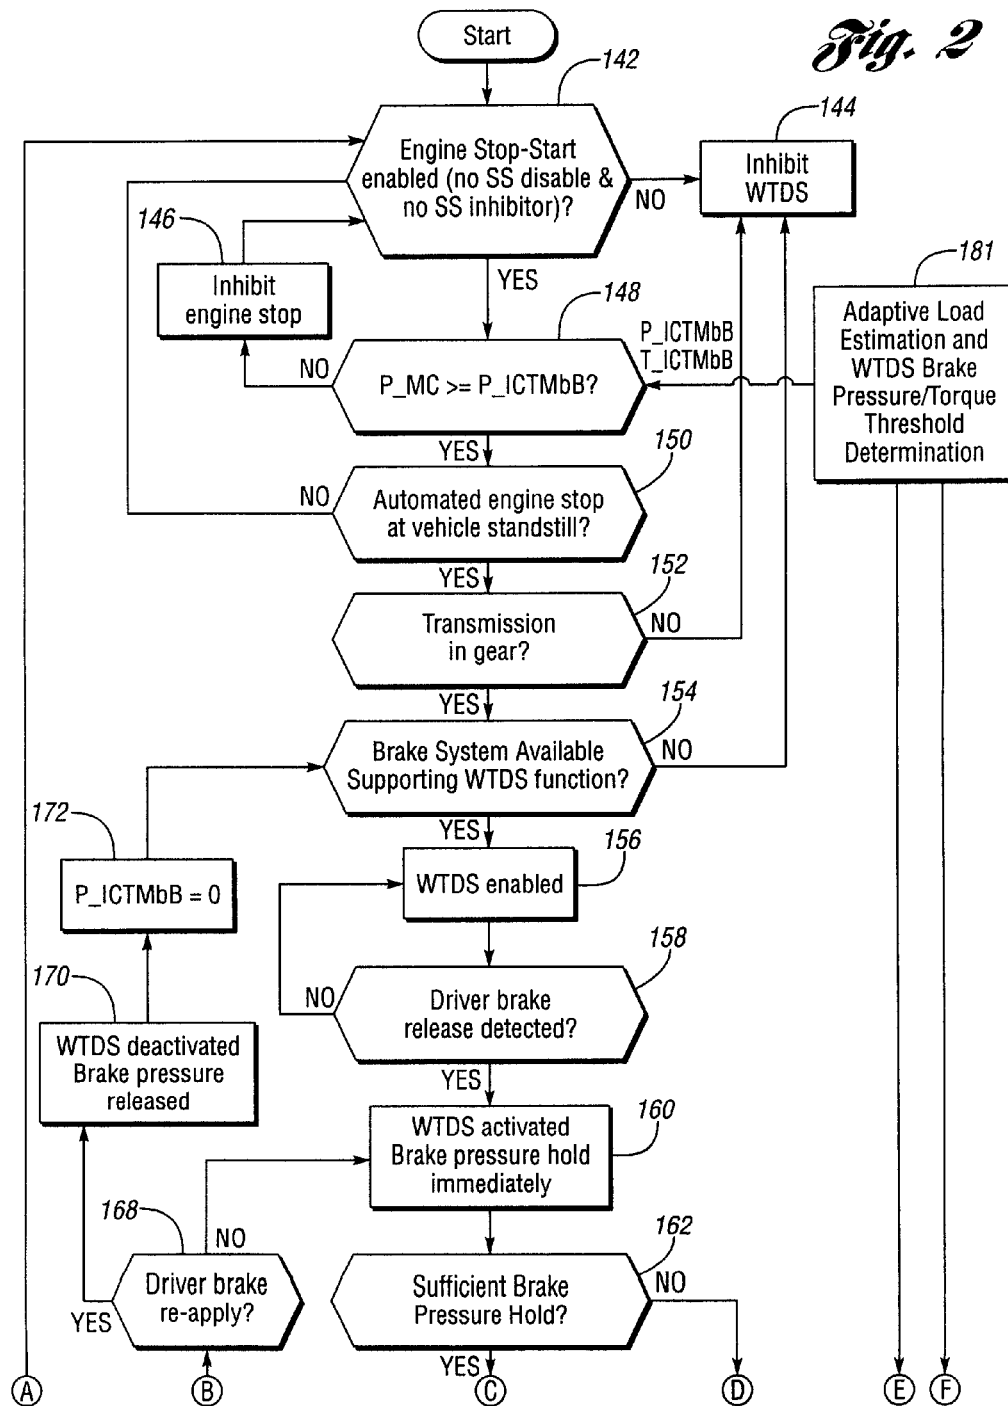 Start
Fig. 2
142
144
Engine Stop-Start
enabled (no SS disable &
no SS inhibitor)?
NO
Inhibit
WTDS
146
Inhibit
engine stop
YES
148
181
Adaptive Load
Estimation and
WTDS Brake
Pressure/Torque
Threshold
Determination
P_ICTMbB
T_ICTMbB
NO
P_MC >= P_ICTMbB?
YES
150
NO
Automated engine stop
at vehicle standstill?
YES
152
Transmission
in gear?
NO
YES
154
Brake System Available
Supporting WTDS function?
NO
YES
172
P_ICTMbB = 0
156
WTDS enabled
158
NO
Driver brake
release detected?
170
WTDS deactivated
Brake pressure
released
YES
160
WTDS activated
Brake pressure hold
immediately
168
NO
Driver brake
re-apply?
YES
162
Sufficient Brake
Pressure Hold?
NO
YES
A
B
C
D
E
F